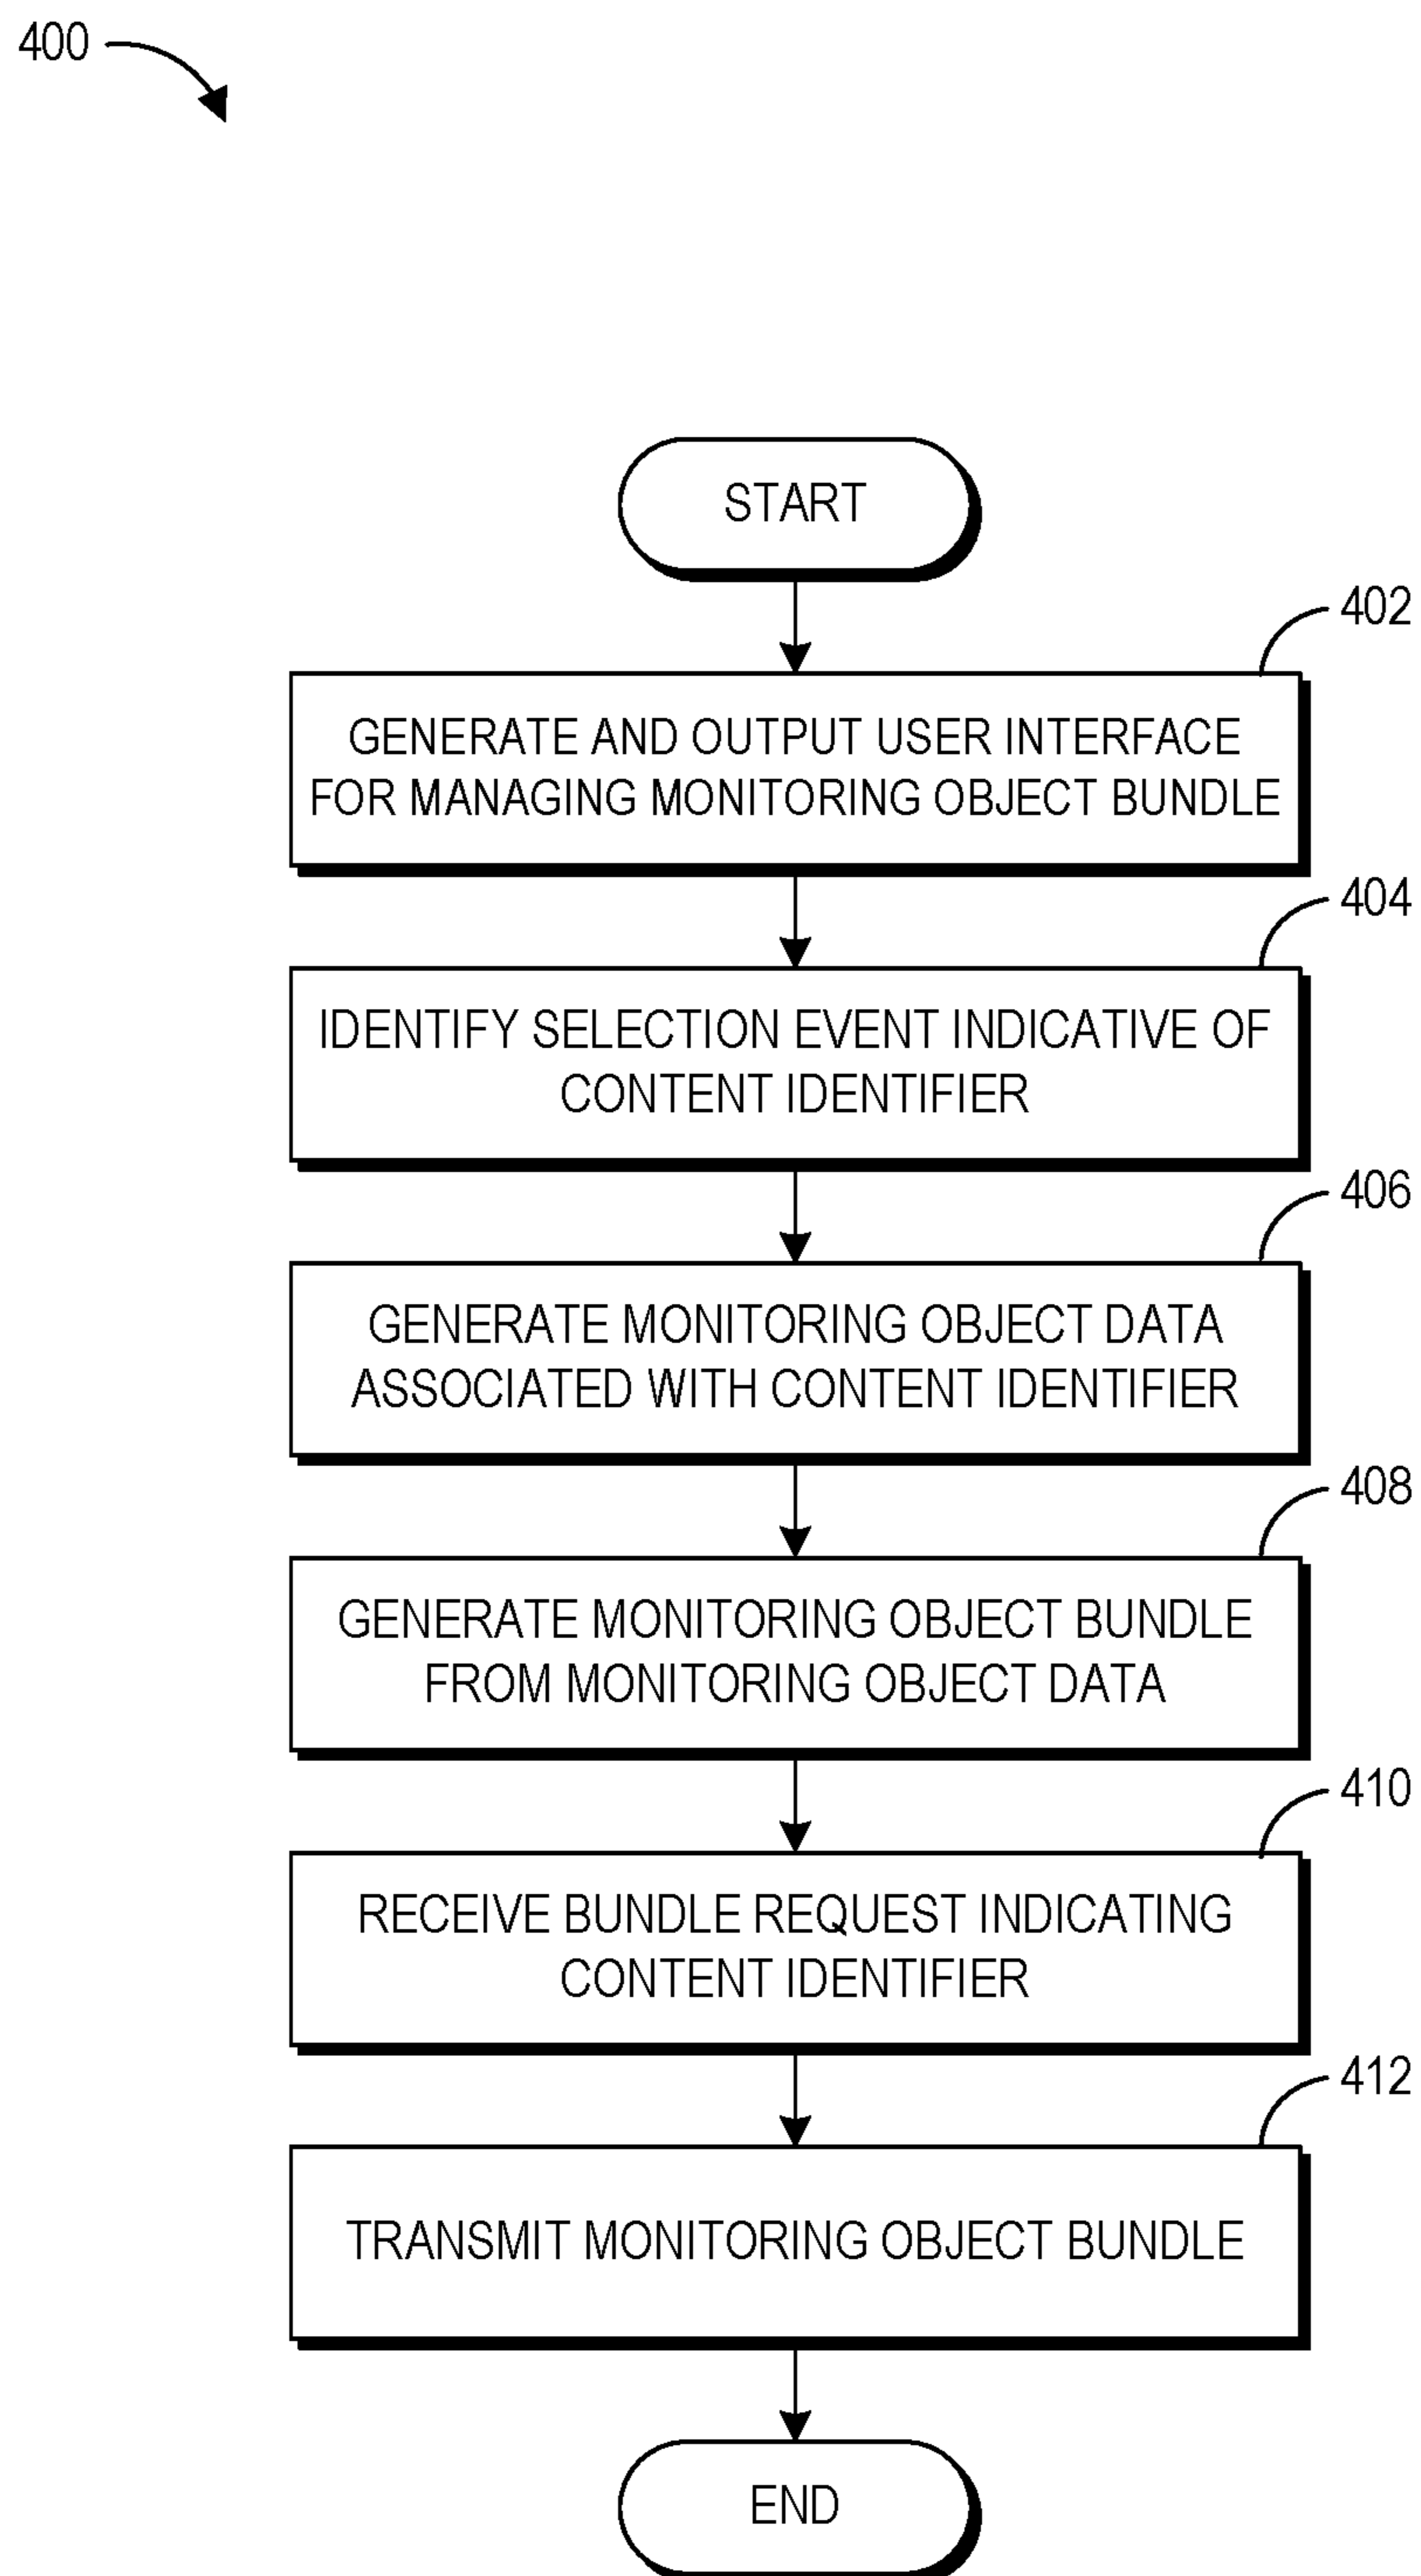 400
START
402
GENERATE AND OUTPUT USER INTERFACE
FOR MANAGING MONITORING OBJECT BUNDLE
404
IDENTIFY SELECTION EVENT INDICATIVE OF
CONTENT IDENTIFIER
406
GENERATE MONITORING OBJECT DATA
ASSOCIATED WITH CONTENT IDENTIFIER
408
GENERATE MONITORING OBJECT BUNDLE
FROM MONITORING OBJECT DATA
410
RECEIVE BUNDLE REQUEST INDICATING
CONTENT IDENTIFIER
412
TRANSMIT MONITORING OBJECT BUNDLE
END